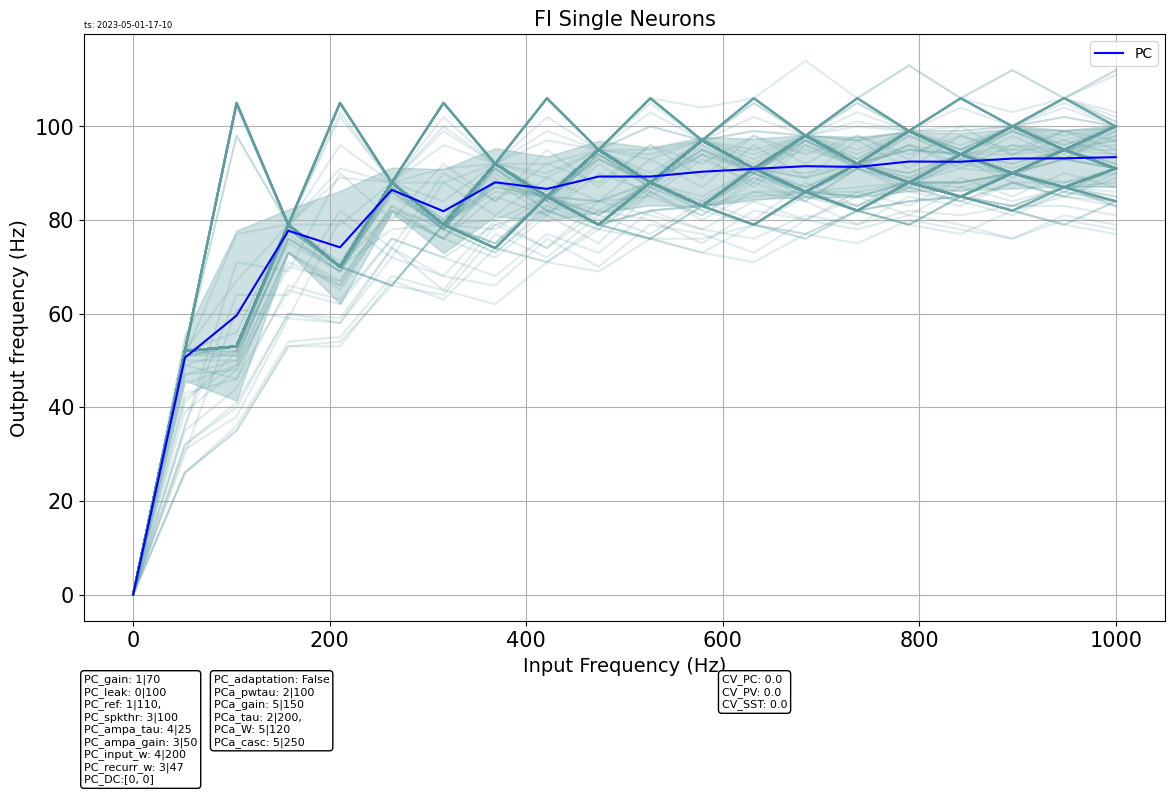 FI Single Neurons
ts: 2023-05-01-17-10
PC
100
80
60
40
20
0
Output frequency (Hz)
0 200 400 600 800 1000
Input Frequency (Hz)
PC_gain: 1|70
PC_leak: 0|100
PC_ref: 1|110,
PC_spkthr: 3|100
PC_ampa_tau: 4|25
PC_ampa_gain: 3|50
PC_input_w: 4|200
PC_recurr_w: 3|47
PC_DC:[0, 0]
PC_adaptation: False
PCa_pwtau: 2|100
PCa_gain: 5|150
PCa_tau: 2|200,
PCa_W: 5|120
PCa_casc: 5|250
CV_PC: 0.0
CV_PV: 0.0
CV_SST: 0.0